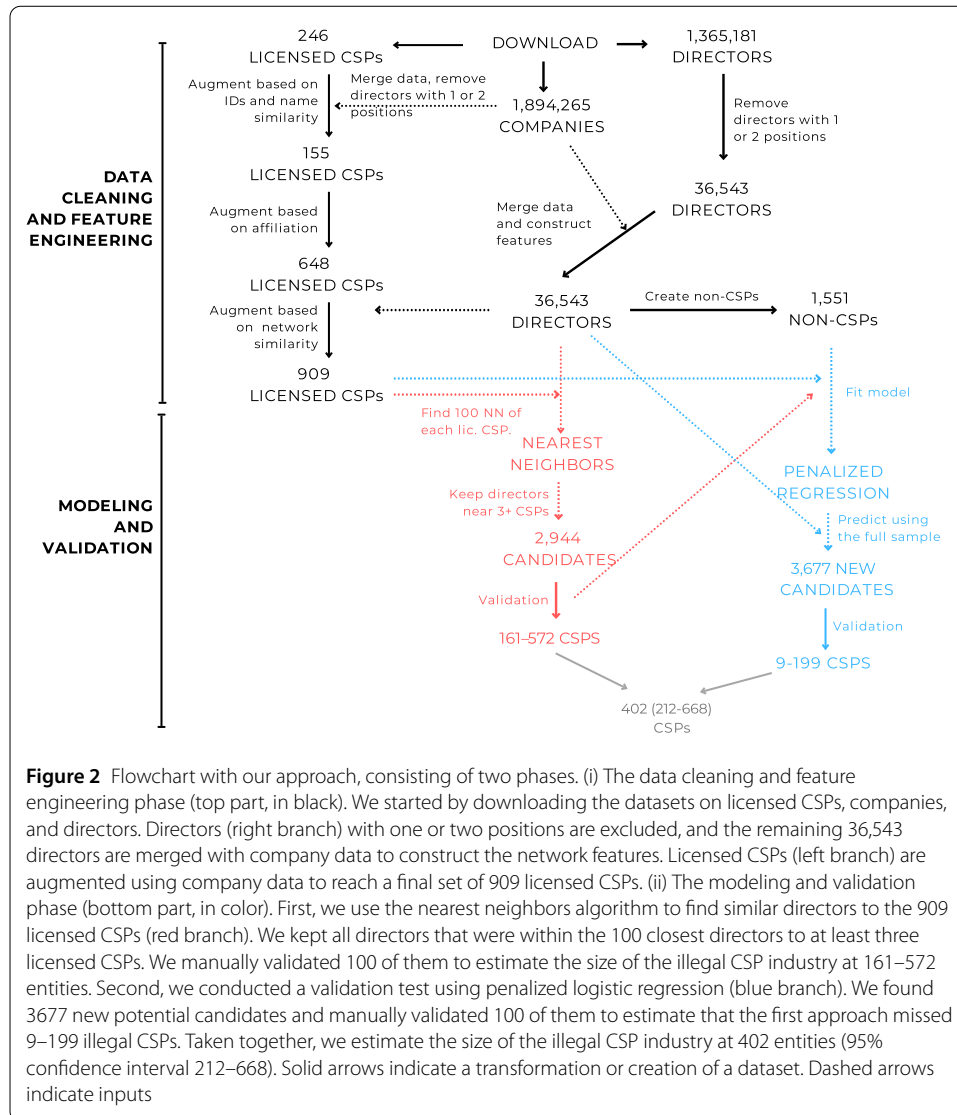 246
LICENSED CSPs
DOWNLOAD
1,365,181
DIRECTORS
Augment based on
IDs and name
similarity
Merge data, remove
directors with 1 or 2
positions
1,894,265
COMPANIES
Remove
directors with 1
or 2 positions
155
LICENSED CSPs
36,543
DIRECTORS
DATA
CLEANING
AND FEATURE
ENGINEERING
Augment based
on affiliation
Merge data
and construct
features
648
LICENSED CSPs
36,543
DIRECTORS
Create non-CSPs
1,551
NON-CSPs
Augment based
on network
similarity
909
LICENSED CSPs
Fit model
Find 100 NN of
each lic. CSP.
NEAREST
NEIGHBORS
PENALIZED
REGRESSION
MODELING
AND
VALIDATION
Keep directors
near 3+ CSPs
Predict using
the full sample
2,944
CANDIDATES
3,677 NEW
CANDIDATES
Validation
Validation
161–572 CSPS
9-199 CSPS
402 (212-668)
CSPs
Figure 2 Flowchart with our approach, consisting of two phases. (i) The data cleaning and feature
engineering phase (top part, in black). We started by downloading the datasets on licensed CSPs, companies,
and directors. Directors (right branch) with one or two positions are excluded, and the remaining 36,543
directors are merged with company data to construct the network features. Licensed CSPs (left branch) are
augmented using company data to reach a final set of 909 licensed CSPs. (ii) The modeling and validation
phase (bottom part, in color). First, we use the nearest neighbors algorithm to find similar directors to the 909
licensed CSPs (red branch). We kept all directors that were within the 100 closest directors to at least three
licensed CSPs. We manually validated 100 of them to estimate the size of the illegal CSP industry at 161–572
entities. Second, we conducted a validation test using penalized logistic regression (blue branch). We found
3677 new potential candidates and manually validated 100 of them to estimate that the first approach missed
9–199 illegal CSPs. Taken together, we estimate the size of the illegal CSP industry at 402 entities (95%
confidence interval 212–668). Solid arrows indicate a transformation or creation of a dataset. Dashed arrows
indicate inputs